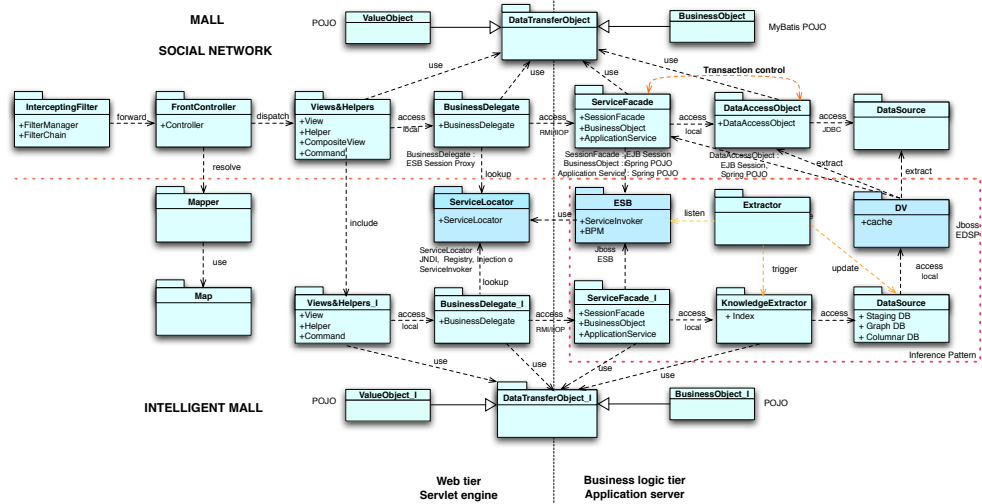 MALL
SOCIAL NETWORK
POJO
ValueObject
DataTransferObject
BusinessObject
MyBatis POJO
use
use
use
use
Transaction control
InterceptingFilter
+FilterManager
+FilterChain
forward
FrontController
+Controller
dispatch
Views&Helpers
+View
+Helper
+CompositeView
+Command
access
local
BusinessDelegate
+BusinessDelegate
access
RMI/IIOP
ServiceFacade
+SessionFacade
+BusinessObject
+ApplicationService
access
local
DataAccessObject
+DataAccessObject
access
JDBC
DataSource
BusinessDelegate :
ESB Session Proxy
SessionFacade : EJB Session
BusinessObject : Spring POJO
Application Service : Spring POJO
DataAccessObject :
EJB Session,
Spring POJO
resolve
lookup
extract
extract
Mapper
include
ServiceLocator
+ServiceLocator
use
ESB
+ServiceInvoker
+BPM
listen
Extractor
DV
+cache
Jboss
EDSP
ServiceLocator
JNDI, Registry, Injection o
ServiceInvoker
Jboss
ESB
use
lookup
trigger
update
access
local
Map
Views&Helpers_I
+View
+Helper
+Command
access
local
BusinessDelegate_I
+BusinessDelegate
access
RMI/IIOP
ServiceFacade_I
+SessionFacade
+BusinessObject
+ApplicationService
access
local
KnowledgeExtractor
+ Index
access
DataSource
+ Staging DB
+ Graph DB
+ Columnar DB
Inference Pattern
use
use
use
use
INTELLIGENT MALL
POJO
ValueObject_I
DataTransferObject_I
BusinessObject_I
POJO
Web tier
Servlet engine
Business logic tier
Application server